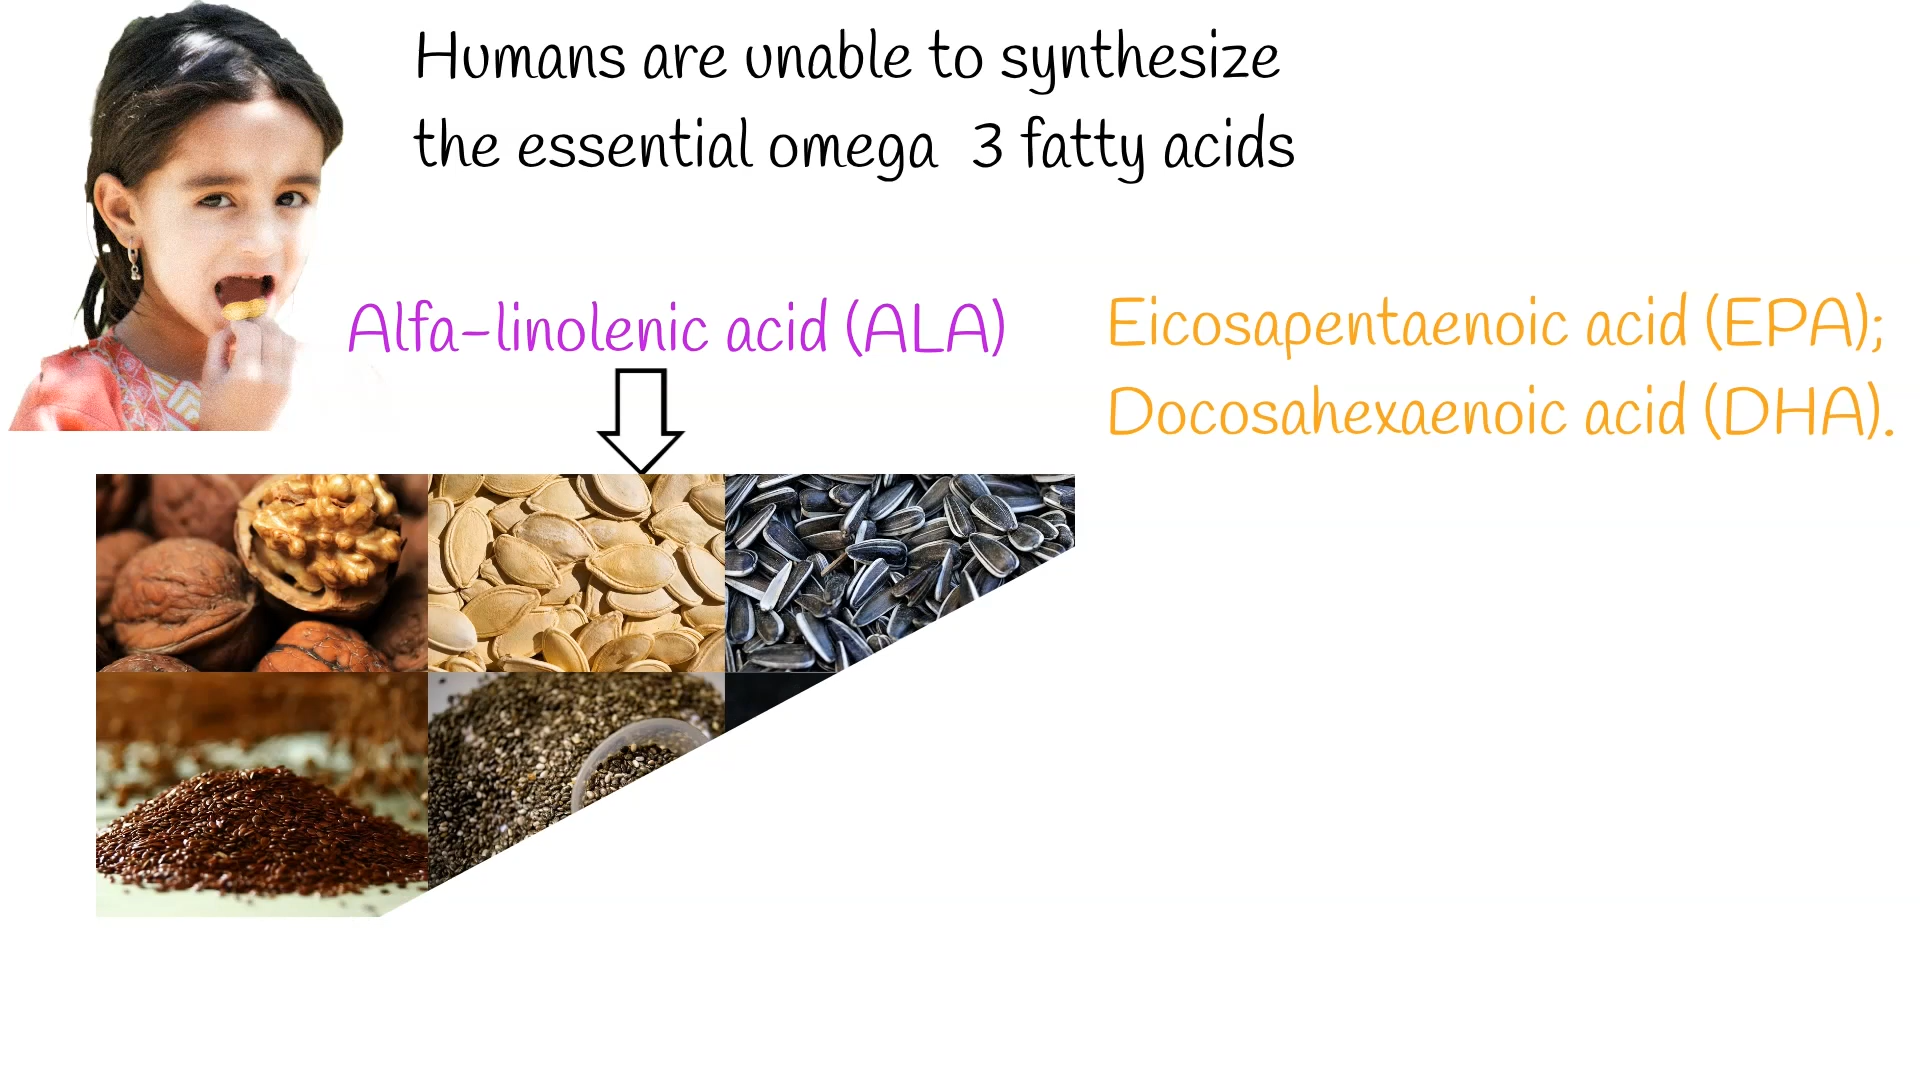 Humans are unable to synthesize
the essential omega 3 fatty acids
Alfa-linolenic acid (ALA)
Eicosapentaenoic acid (EPA);
Docosahexaenoic acid (DHA).